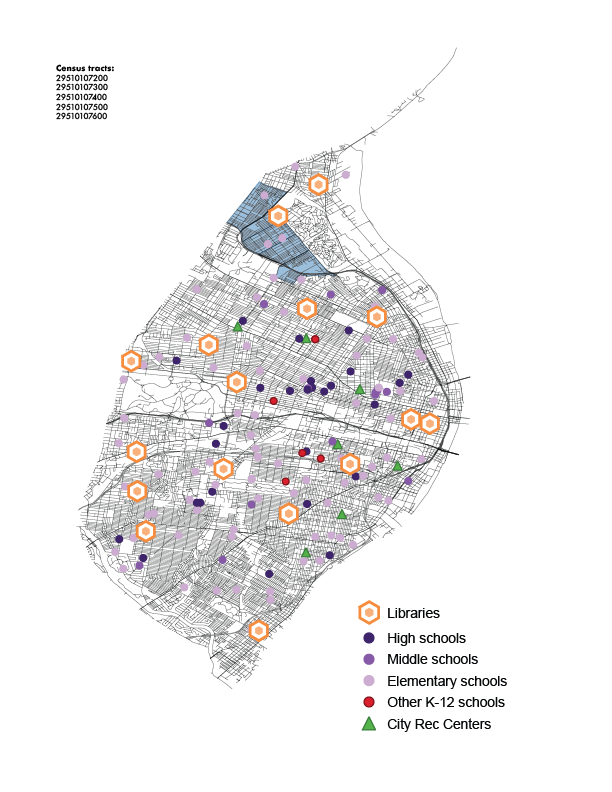 Census tracts:
29510107200
29510107300
29510107400
29510107500
29510107600
Libraries
High schools
Middle schools
Elementary schools
Other K-12 schools
City Rec Centers